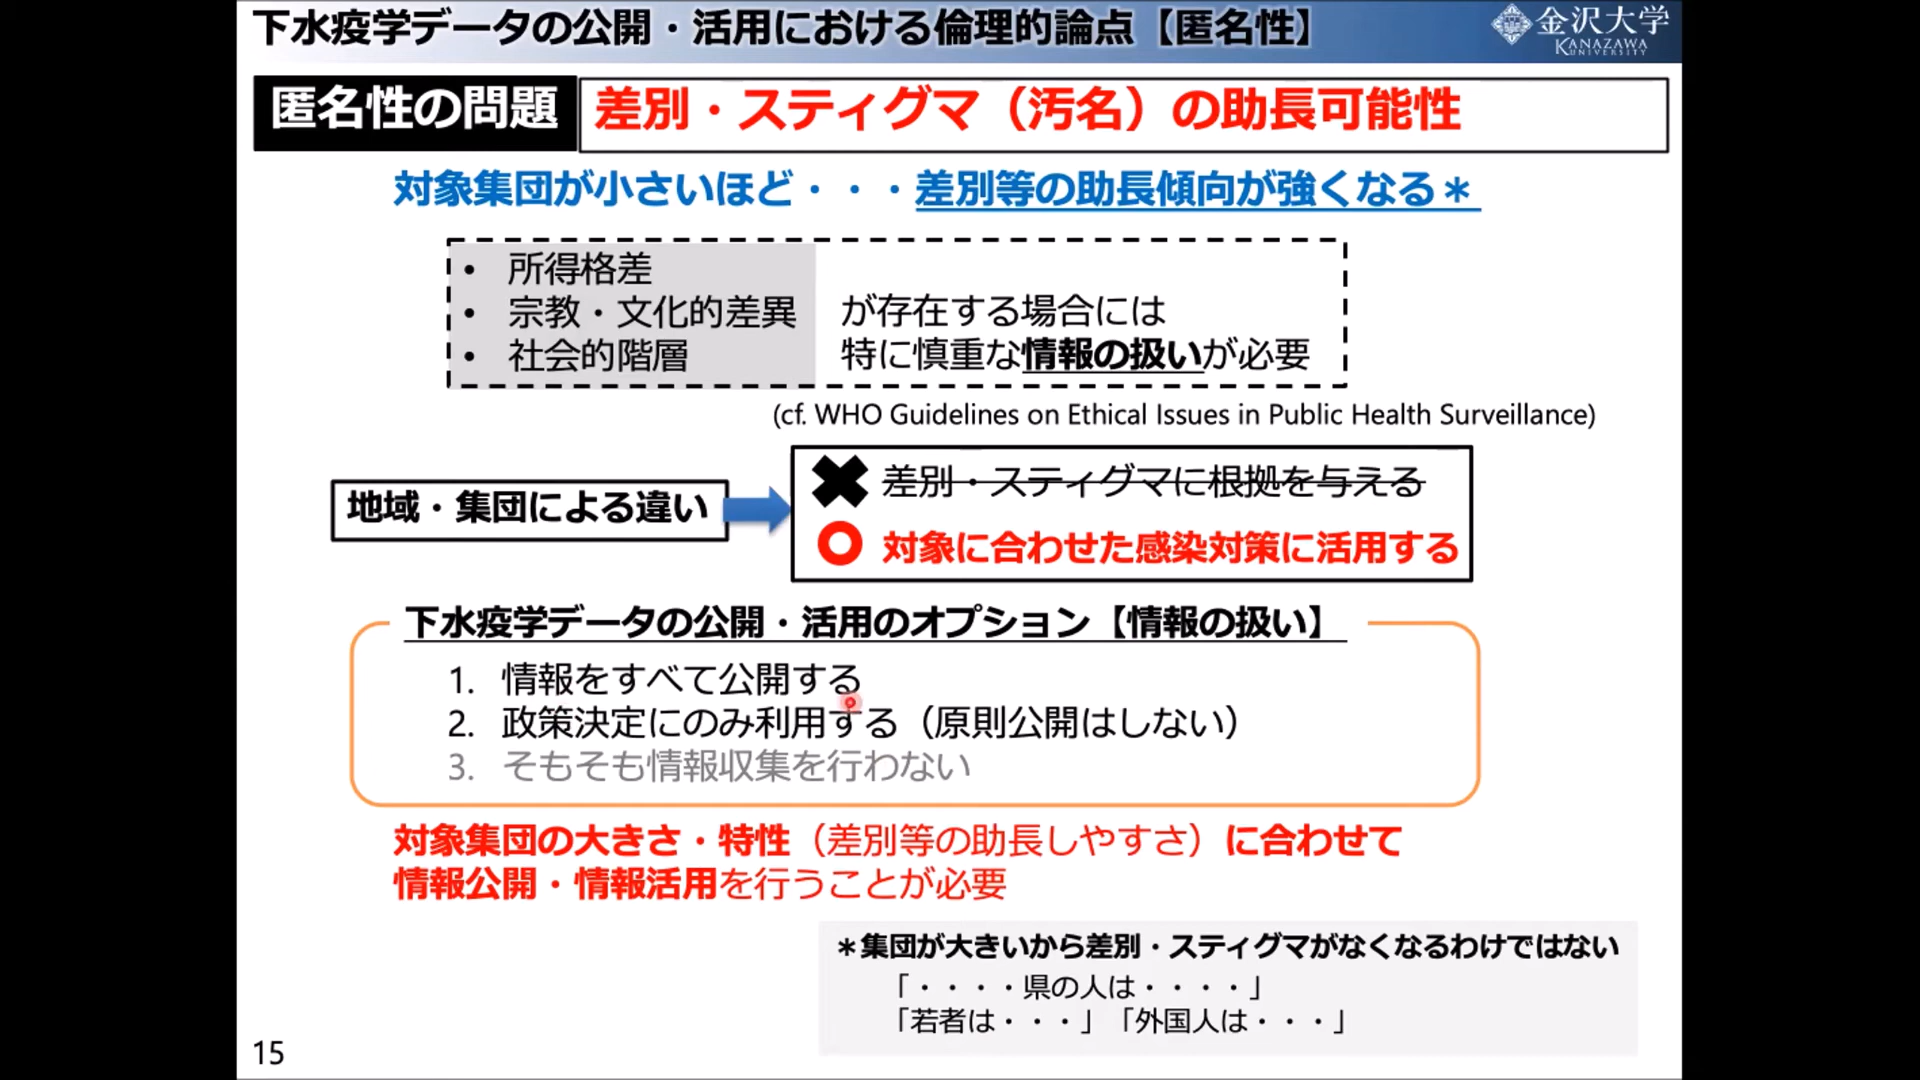 下水疫学データの公開・活用における倫理的論点【匿名性】
金沢大学
KANAZAWA
UNIVERSITY
匿名性の問題
差別・スティグマ（汚名）の助長可能性
対象集団が小さいほど・・・差別等の助長傾向が強くなる＊
• 所得格差
• 宗教・文化的差異
• 社会的階層
が存在する場合には
特に慎重な情報の扱いが必要
(cf. WHO Guidelines on Ethical Issues in Public Health Surveillance)
地域・集団による違い
差別・スティグマに根拠を与える
対象に合わせた感染対策に活用する
下水疫学データの公開・活用のオプション【情報の扱い】
1. 情報をすべて公開する
2. 政策決定にのみ利用する（原則公開はしない）
3. そもそも情報収集を行わない
対象集団の大きさ・特性（差別等の助長しやすさ）に合わせて
情報公開・情報活用を行うことが必要
＊集団が大きいから差別・スティグマがなくなるわけではない
「・・・・県の人は・・・・」
「若者は・・・」「外国人は・・・」
15